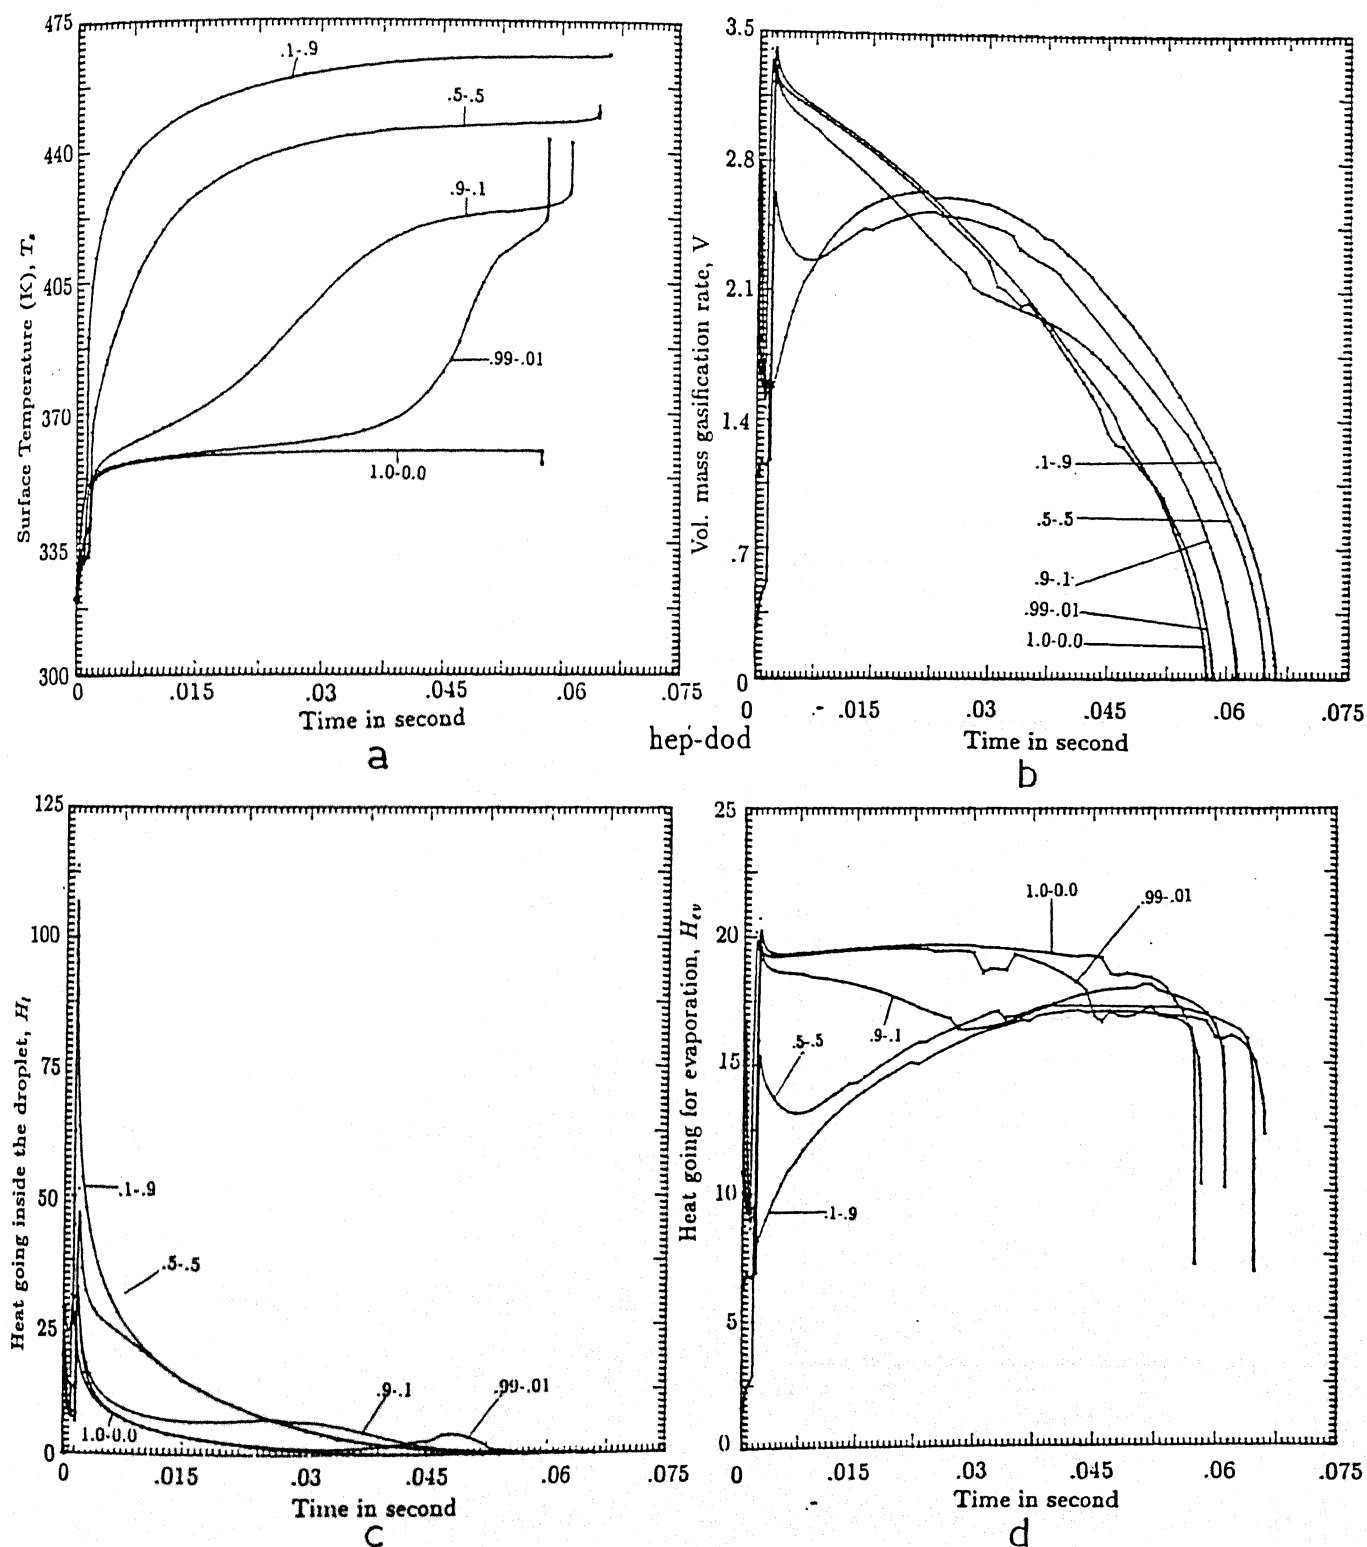 475
440
405
370
335
300
Surface Temperature (K), Tₛ
.1-.9
.5-.5
.9-.1
.99-.01
1.0-0.0
0 .015 .03 .045 .06 .075
Time in second
a
3.5
2.8
2.1
1.4
.7
0
Vol. mass gasification rate, V
.1-.9
.5-.5
.9-.1
.99-.01
1.0-0.0
0 .015 .03 .045 .06 .075
Time in second
b
hep-dod
125
100
75
50
25
0
Heat going inside the droplet, Hₗ
.1-.9
.5-.5
.9-.1
.99-.01
1.0-0.0
0 .015 .03 .045 .06 .075
Time in second
c
25
20
15
10
5
0
Heat going for evaporation, Hₑᵥ
1.0-0.0
.99-.01
.9-.1
.5-.5
.1-.9
0 .015 .03 .045 .06 .075
Time in second
d